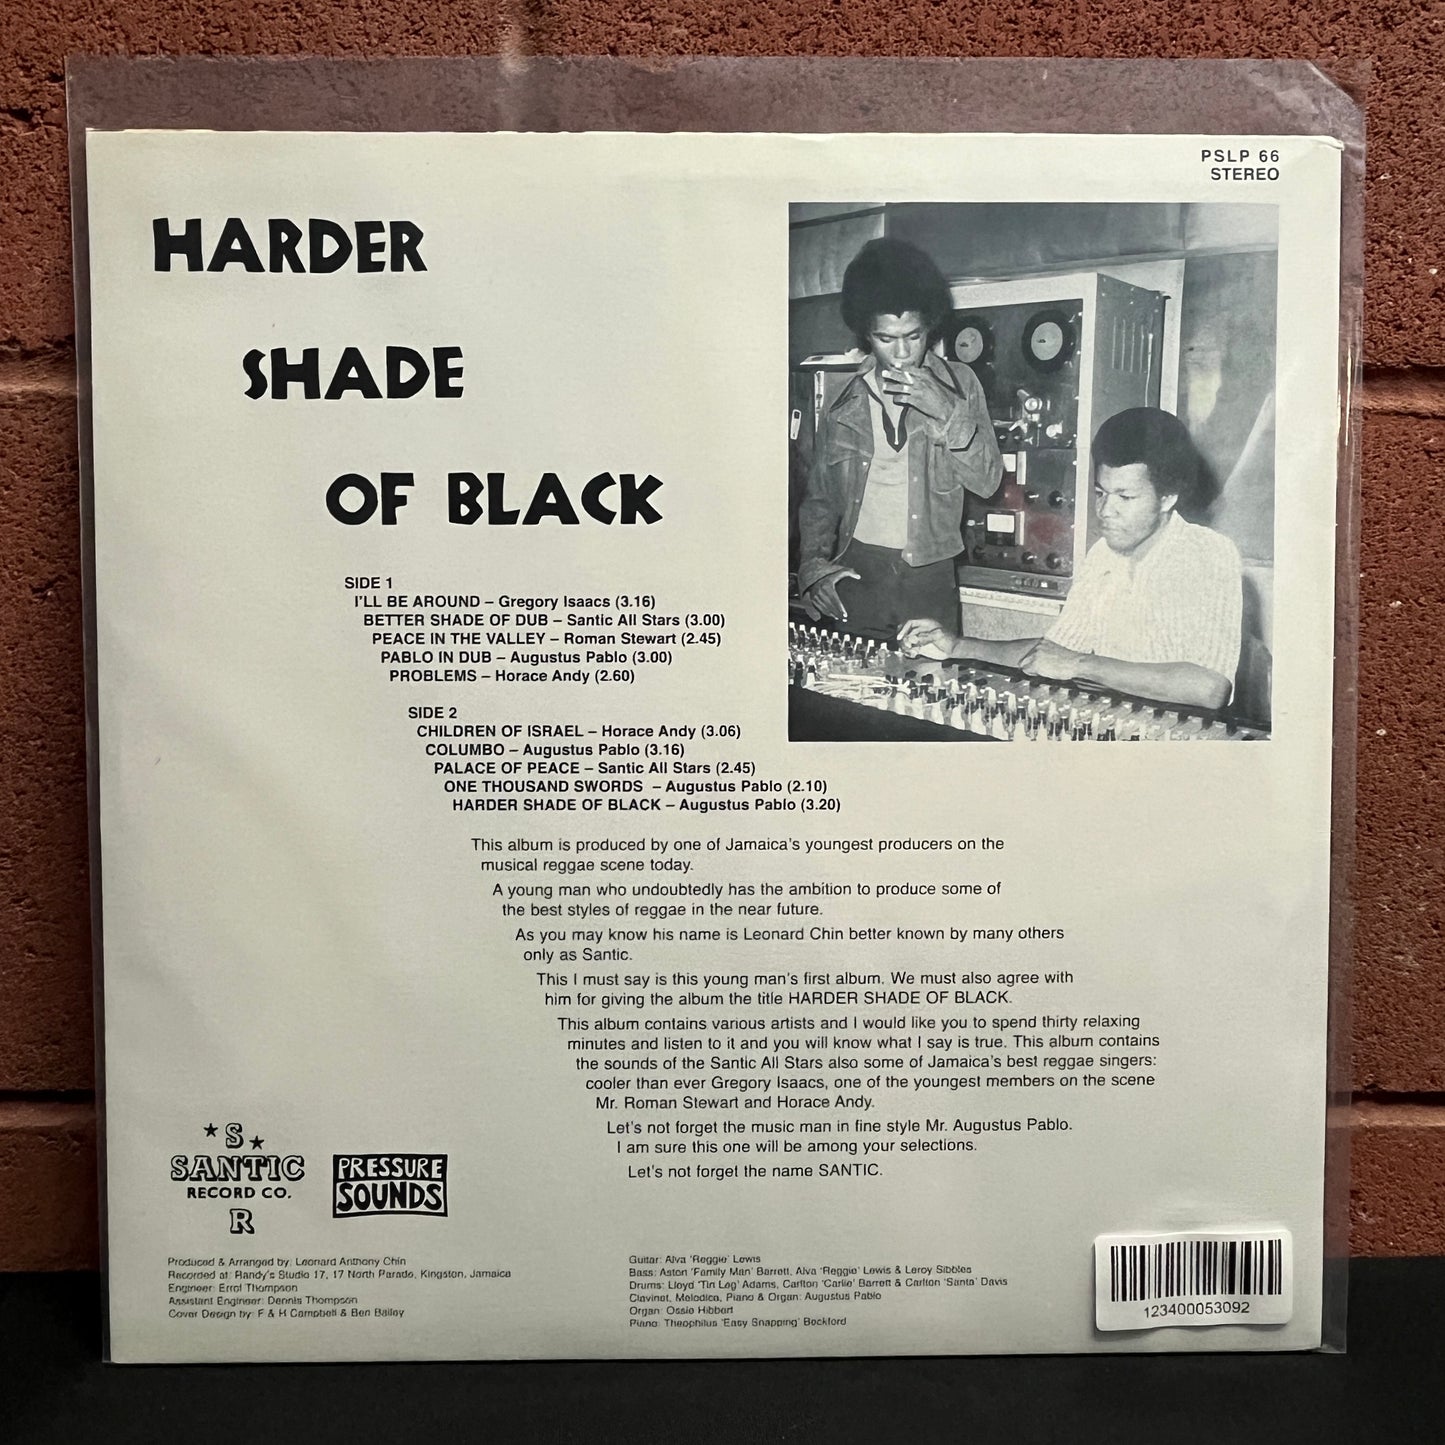 PSLP 66
STEREO
HARDER
SHADE
OF BLACK
SIDE 1
I'LL BE AROUND – Gregory Isaacs (3.16)
BETTER SHADE OF DUB – Santic All Stars (3.00)
PEACE IN THE VALLEY – Roman Stewart (2.45)
PABLO IN DUB – Augustus Pablo (3.00)
PROBLEMS – Horace Andy (2.60)
SIDE 2
CHILDREN OF ISRAEL – Horace Andy (3.06)
COLUMBO – Augustus Pablo (3.16)
PALACE OF PEACE – Santic All Stars (2.45)
ONE THOUSAND SWORDS – Augustus Pablo (2.10)
HARDER SHADE OF BLACK – Augustus Pablo (3.20)
This album is produced by one of Jamaica's youngest producers on the
musical reggae scene today.
A young man who undoubtedly has the ambition to produce some of
the best styles of reggae in the near future.
As you may know his name is Leonard Chin better known by many others
only as Santic.
This I must say is this young man's first album. We must also agree with
him for giving the album the title HARDER SHADE OF BLACK.
This album contains various artists and I would like you to spend thirty relaxing
minutes and listen to it and you will know what I say is true. This album contains
the sounds of the Santic All Stars also some of Jamaica's best reggae singers:
cooler than ever Gregory Isaacs, one of the youngest members on the scene
Mr. Roman Stewart and Horace Andy.
Let's not forget the music man in fine style Mr. Augustus Pablo.
I am sure this one will be among your selections.
Let's not forget the name SANTIC.
S
SANTIC
RECORD CO.
R
PRESSURE
SOUNDS
Produced & Arranged by: Leonard Anthony Chin
Recorded at: Randy's Studio 17, 17 North Parade, Kingston, Jamaica
Engineer: Errol Thompson
Assistant Engineer: Dennis Thompson
Cover Design by: F & H Campbell & Ben Bailey
Guitar: Alva 'Reggie' Lewis
Bass: Aston 'Family Man' Barrett, Alva 'Reggie' Lewis & Leroy Sibbles
Drums: Lloyd 'Tin Leg' Adams, Carlton 'Carlie' Barrett & Carlton 'Santa' Davis
Clavinet, Melodica, Piano & Organ: Augustus Pablo
Organ: Ossie Hibbert
Piano: Theophilus 'Easy Snapping' Beckford
123400053092